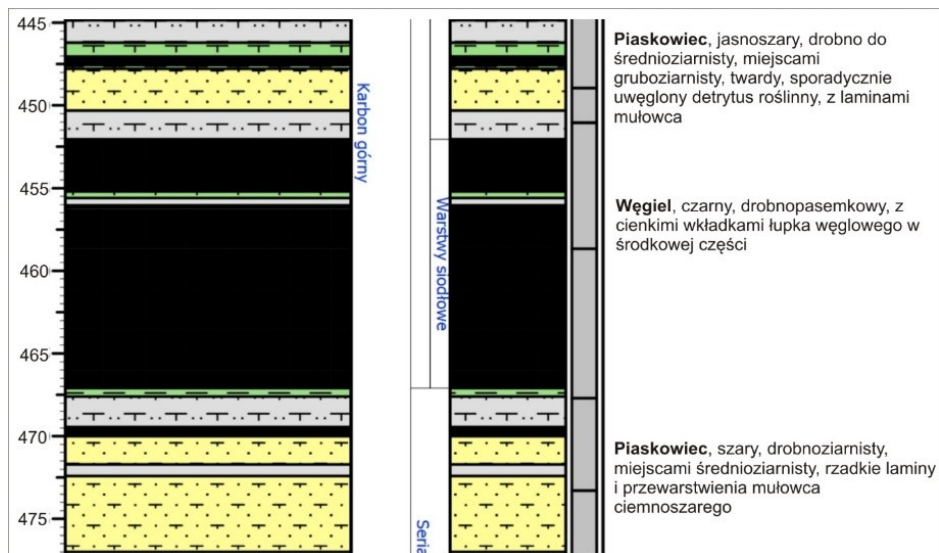 445
450
455
460
465
470
475
Karbon górny
Warstwy siodłowe
Seria
Piaskowiec, jasnoszary, drobno do
średnioziarnisty, miejscami
gruboziarnisty, twardy, sporadycznie
uwęglony detrytus roślinny, z laminami
mułowca
Węgiel, czarny, drobnopasemkowy, z
cienkimi wkładkami łupka węglowego w
środkowej części
Piaskowiec, szary, drobnoziarnisty,
miejscami średnioziarnisty, rzadkie laminy
i przewarstwienia mułowca
ciemnoszarego